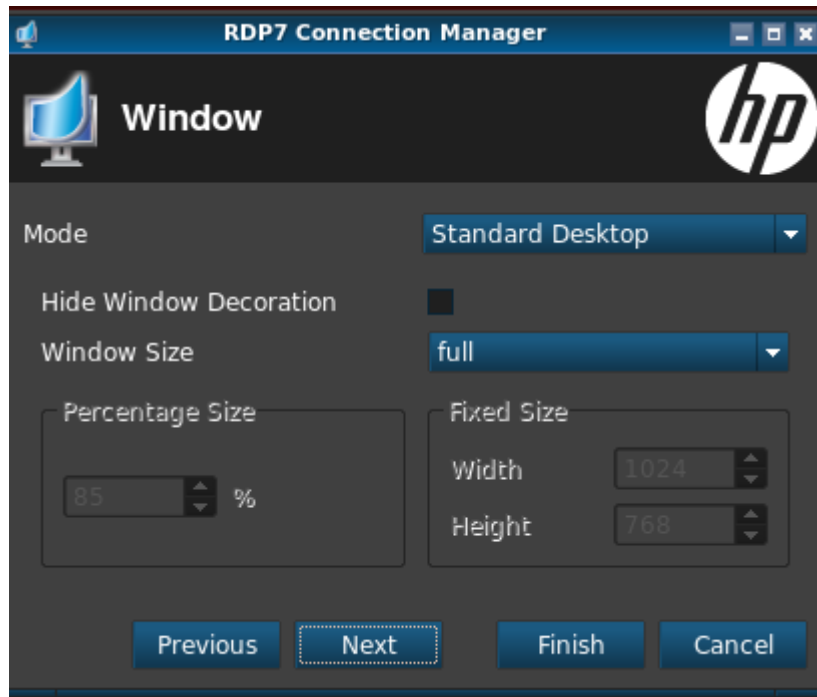 RDP7 Connection Manager
Window
hp
Mode
Standard Desktop
Hide Window Decoration
Window Size
full
Percentage Size
85
%
Fixed Size
Width
1024
Height
768
Previous
Next
Finish
Cancel